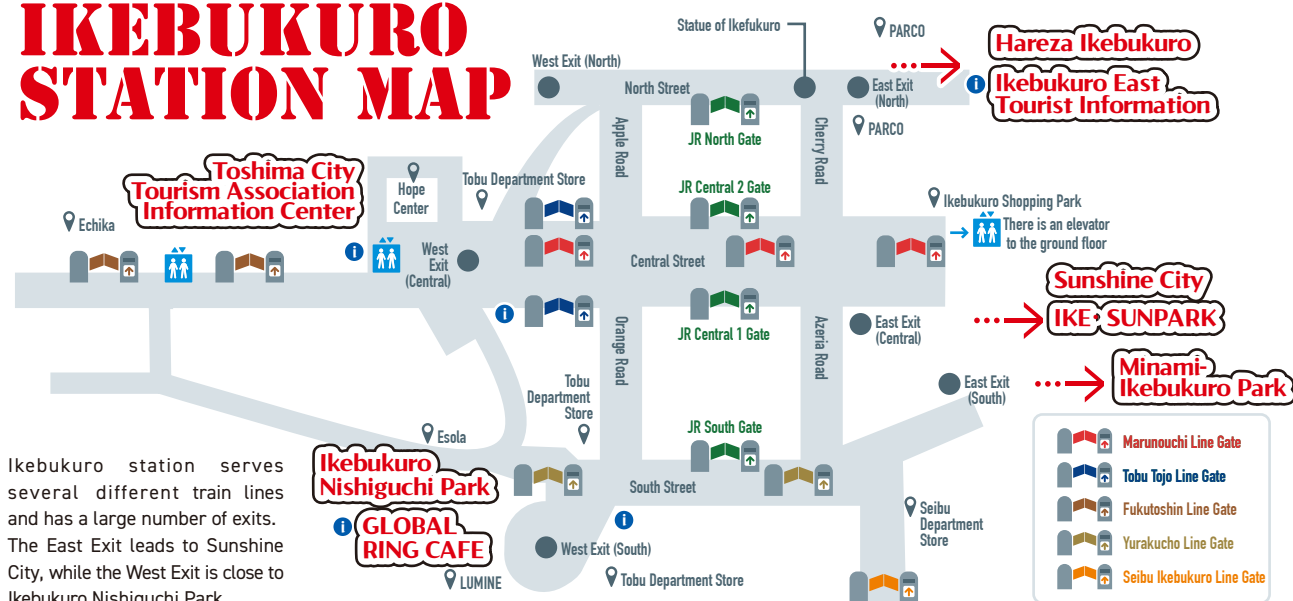 IKEBUKURO
STATION MAP
Statue of Ikefukuro
PARCO
Hareza Ikebukuro
Ikebukuro East
Tourist Information
West Exit (North)
North Street
East Exit
(North)
PARCO
JR North Gate
Apple Road
Cherry Road
Toshima City
Tourism Association
Information Center
Hope
Center
Tobu Department Store
JR Central 2 Gate
Ikebukuro Shopping Park
There is an elevator
to the ground floor
Echika
West
Exit
(Central)
Central Street
Sunshine City
IKE・SUNPARK
East Exit
(Central)
JR Central 1 Gate
Orange Road
Azeria Road
Minami-
Ikebukuro Park
East Exit
(South)
Tobu
Department
Store
Esola
JR South Gate
Ikebukuro
Nishiguchi Park
GLOBAL
RING CAFE
South Street
Seibu
Department
Store
West Exit (South)
LUMINE
Tobu Department Store
Marunouchi Line Gate
Tobu Tojo Line Gate
Fukutoshin Line Gate
Yurakucho Line Gate
Seibu Ikebukuro Line Gate
Ikebukuro station serves
several different train lines
and has a large number of exits.
The East Exit leads to Sunshine
City, while the West Exit is close to
Ikebukuro Nishiguchi Park.